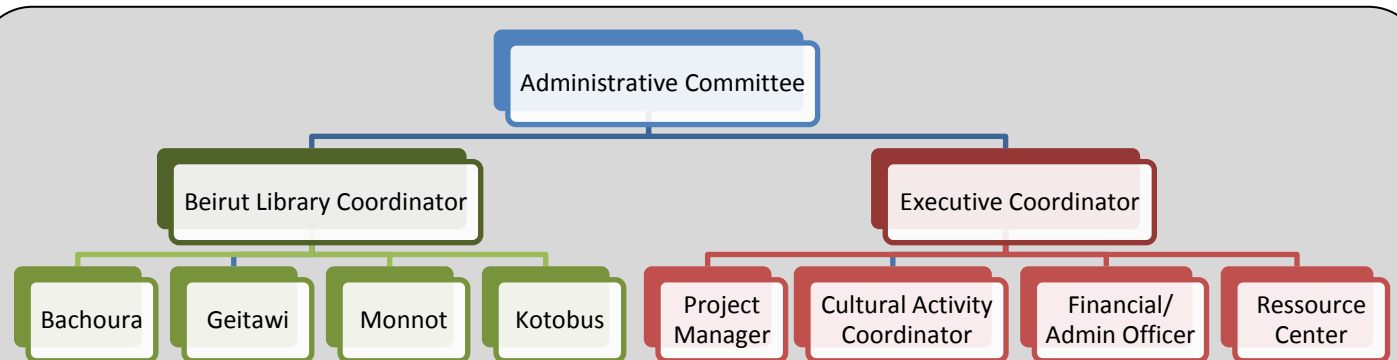 Administrative Committee
Beirut Library Coordinator
Executive Coordinator
Bachoura
Geitawi
Monnot
Kotobus
Project
Manager
Cultural Activity
Coordinator
Financial/
Admin Officer
Ressource
Center